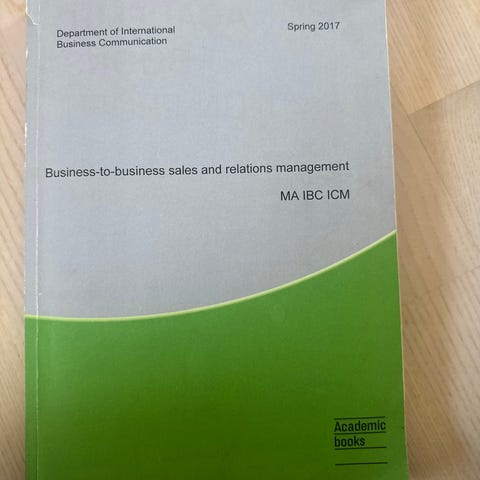 Department of International
Business Communication
Spring 2017
Business-to-business sales and relations management
MA IBC ICM
Academic
books